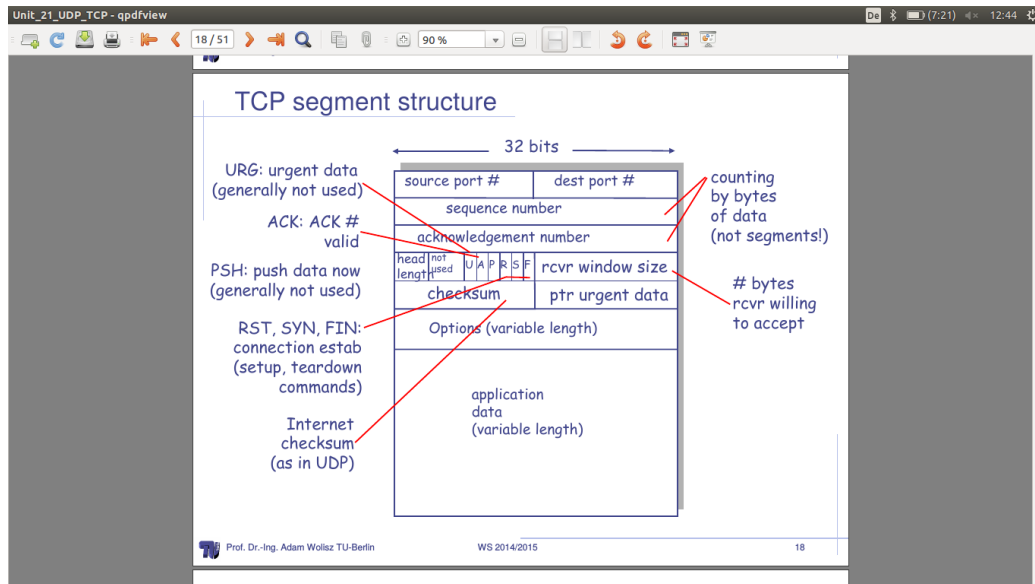 Unit_21_UDP_TCP - qpdfview
De
(7:21)
12:44
18 / 51
90 %
TCP segment structure
32 bits
URG: urgent data
(generally not used)
ACK: ACK #
valid
PSH: push data now
(generally not used)
RST, SYN, FIN:
connection estab
(setup, teardown
commands)
Internet
checksum
(as in UDP)
source port #
dest port #
sequence number
acknowledgement number
head
length
not
used
U A P R S F
rcvr window size
checksum
ptr urgent data
Options (variable length)
application
data
(variable length)
counting
by bytes
of data
(not segments!)
# bytes
rcvr willing
to accept
Prof. Dr.-Ing. Adam Wolisz TU-Berlin
WS 2014/2015
18